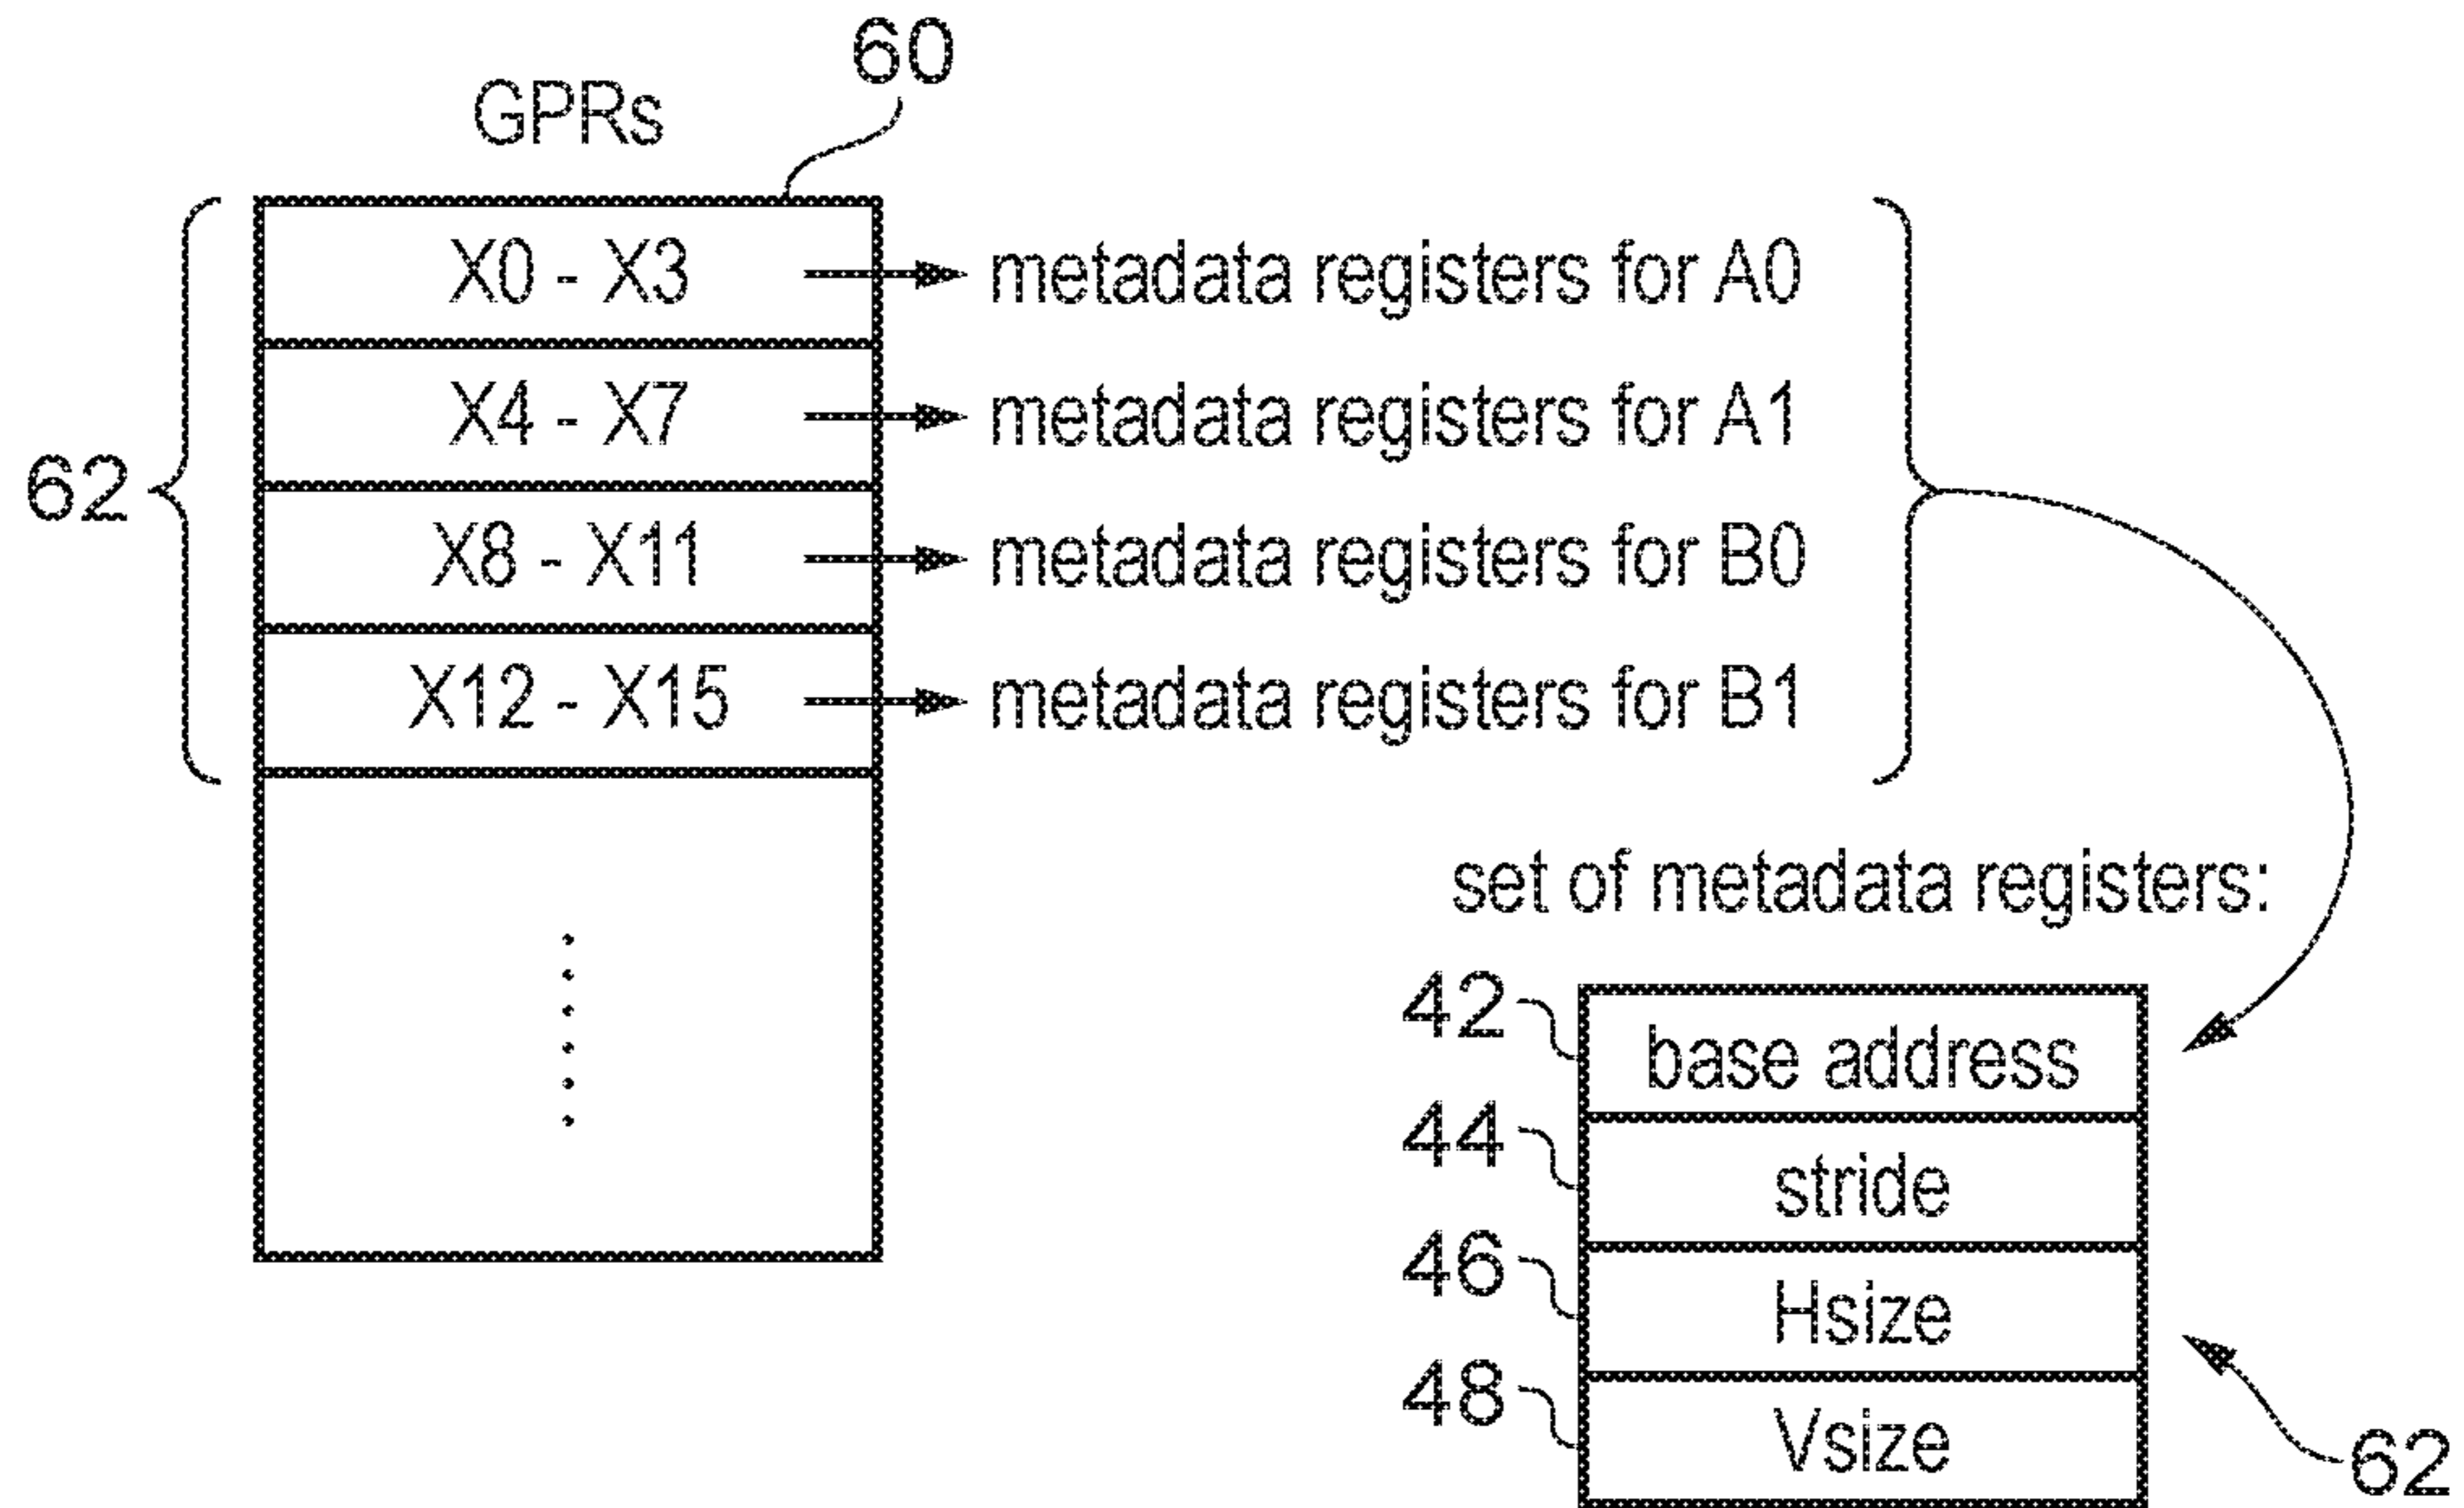 60
GPRs
X0 - X3 metadata registers for A0
X4 - X7 metadata registers for A1
62
X8 - X11 metadata registers for B0
X12 - X15 metadata registers for B1
set of metadata registers:
42 base address
44 stride
46 Hsize
48 Vsize
62